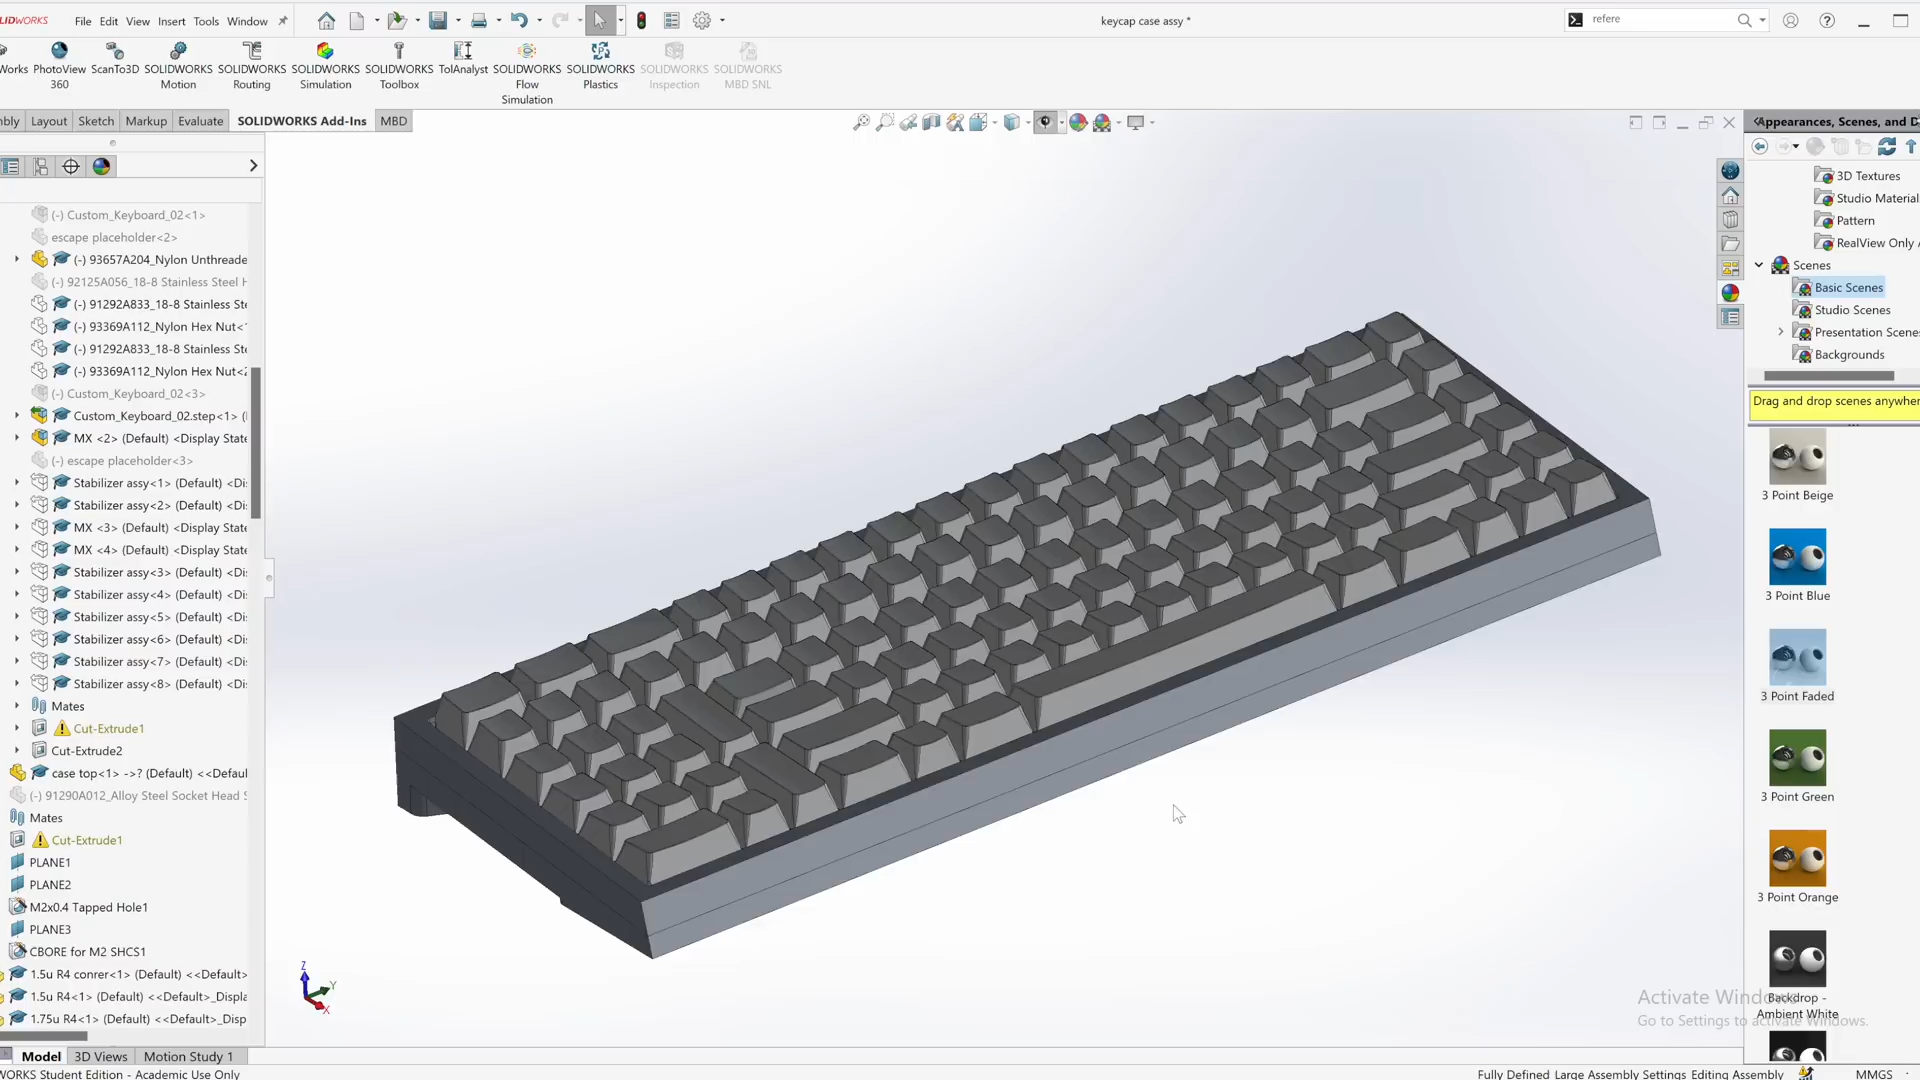 OLIDWORKS
File Edit View Insert Tools Window
keycap case assy *
refere
Works
PhotoView 360
ScanTo3D
SOLIDWORKS Motion
SOLIDWORKS Routing
SOLIDWORKS Simulation
SOLIDWORKS Toolbox
TolAnalyst
SOLIDWORKS Flow Simulation
SOLIDWORKS Plastics
SOLIDWORKS Inspection
SOLIDWORKS MBD SNL
bly Layout Sketch Markup Evaluate SOLIDWORKS Add-Ins MBD
(-) Custom_Keyboard_02<1>
escape placeholder<2>
(-) 93657A204_Nylon Unthreade
(-) 92125A056_18-8 Stainless Steel H
(-) 91292A833_18-8 Stainless Ste
(-) 93369A112_Nylon Hex Nut<
(-) 91292A833_18-8 Stainless Ste
(-) 93369A112_Nylon Hex Nut<2
(-) Custom_Keyboard_02<3>
Custom_Keyboard_02.step<1> (
MX <2> (Default) <Display State
(-) escape placeholder<3>
Stabilizer assy<1> (Default) <Di
Stabilizer assy<2> (Default) <Di
MX <3> (Default) <Display State
MX <4> (Default) <Display State
Stabilizer assy<3> (Default) <Di
Stabilizer assy<4> (Default) <Di
Stabilizer assy<5> (Default) <Di
Stabilizer assy<6> (Default) <Di
Stabilizer assy<7> (Default) <Di
Stabilizer assy<8> (Default) <Di
Mates
Cut-Extrude1
Cut-Extrude2
case top<1> ->? (Default) <<Defaul
(-) 91290A012_Alloy Steel Socket Head S
Mates
Cut-Extrude1
PLANE1
PLANE2
M2x0.4 Tapped Hole1
PLANE3
CBORE for M2 SHCS1
1.5u R4 conrer<1> (Default) <<Default>
1.5u R4<1> (Default) <<Default>_Displa
1.75u R4<1> (Default) <<Default>_Disp
Z
Y
X
Appearances, Scenes, and D
3D Textures
Studio Material
Pattern
RealView Only A
Scenes
Basic Scenes
Studio Scenes
Presentation Scenes
Backgrounds
Drag and drop scenes anywher
3 Point Beige
3 Point Blue
3 Point Faded
3 Point Green
3 Point Orange
Backdrop -
Ambient White
Activate Windows
Go to Settings to activate Windows.
Model 3D Views Motion Study 1
WORKS Student Edition - Academic Use Only
Fully Defined Large Assembly Settings Editing Assembly MMGS